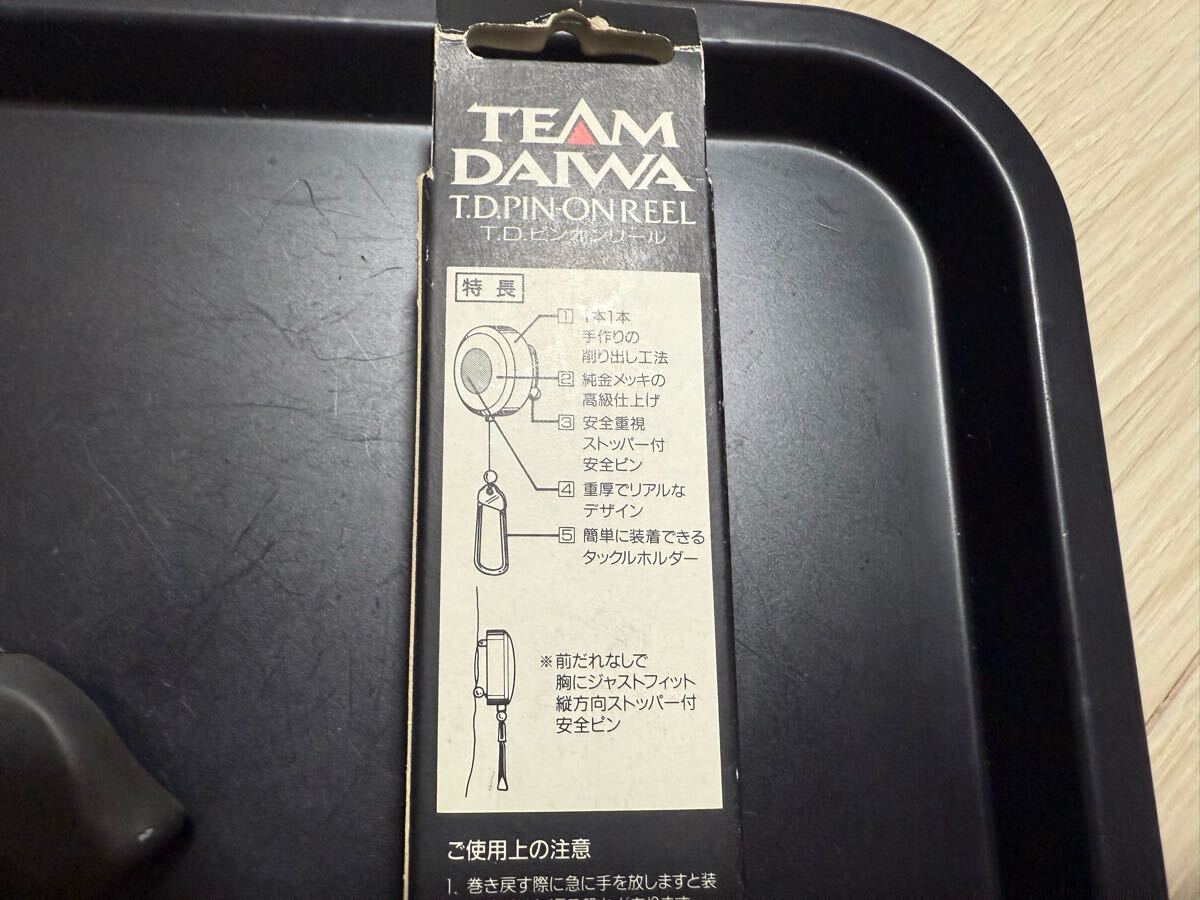 TEAM
DAIWA
T.D.PIN-ON REEL
T.D.ピンオンリール
特長
1 1本1本
手作りの
削り出し工法
2 純金メッキの
高級仕上げ
3 安全重視
ストッパー付
安全ピン
4 重厚でリアルな
デザイン
5 簡単に装着できる
タックルホルダー
※前だれなしで
胸にジャストフィット
縦方向ストッパー付
安全ピン
ご使用上の注意
1. 巻き戻す際に急に手を放しますと装